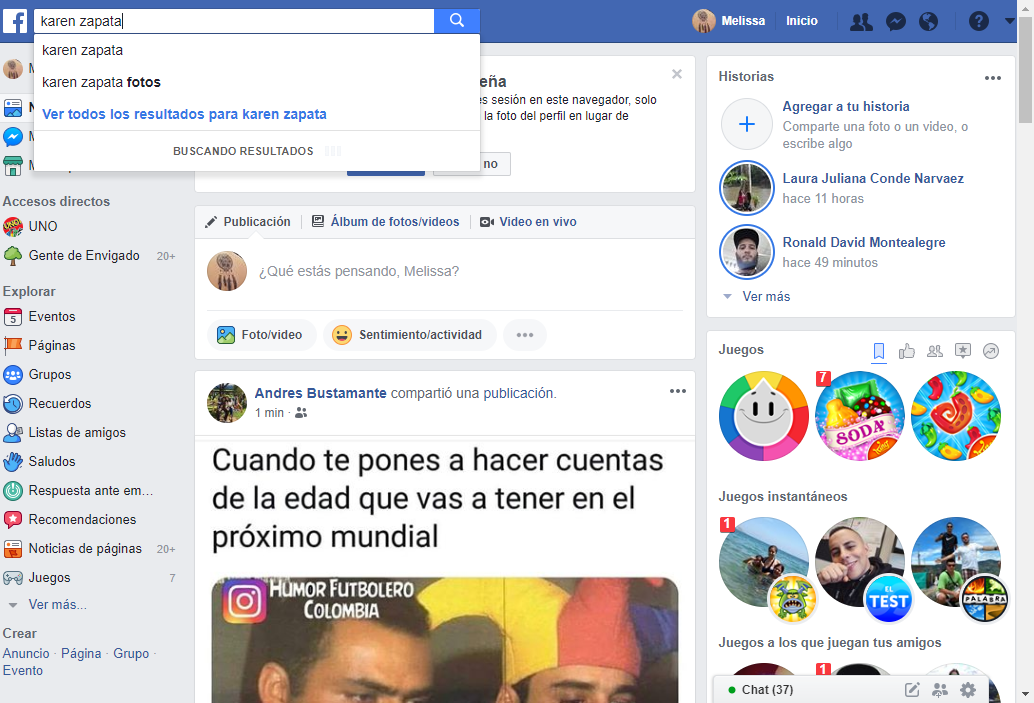 karen zapata
Melissa
Inicio
karen zapata
karen zapata fotos
Ver todos los resultados para karen zapata
BUSCANDO RESULTADOS
eña
sesión en este navegador, solo
la foto del perfil en lugar de
no
Accesos directos
UNO
Gente de Envigado 20+
Explorar
Eventos
Páginas
Grupos
Recuerdos
Listas de amigos
Saludos
Respuesta ante em...
Recomendaciones
Noticias de páginas 20+
Juegos 7
Ver más...
Crear
Anuncio · Página · Grupo ·
Evento
Publicación
Álbum de fotos/videos
Video en vivo
¿Qué estás pensando, Melissa?
Foto/video
Sentimiento/actividad
Andres Bustamante compartió una publicación.
1 min ·
Cuando te pones a hacer cuentas
de la edad que vas a tener en el
próximo mundial
HUMOR FUTBOLERO
COLOMBIA
Historias
Agregar a tu historia
Comparte una foto o un video, o
escribe algo
Laura Juliana Conde Narvaez
hace 11 horas
Ronald David Montealegre
hace 49 minutos
Ver más
Juegos
7
SODA
Juegos instantáneos
1
EL
TEST
PALABRA
Juegos a los que juegan tus amigos
1
Chat (37)